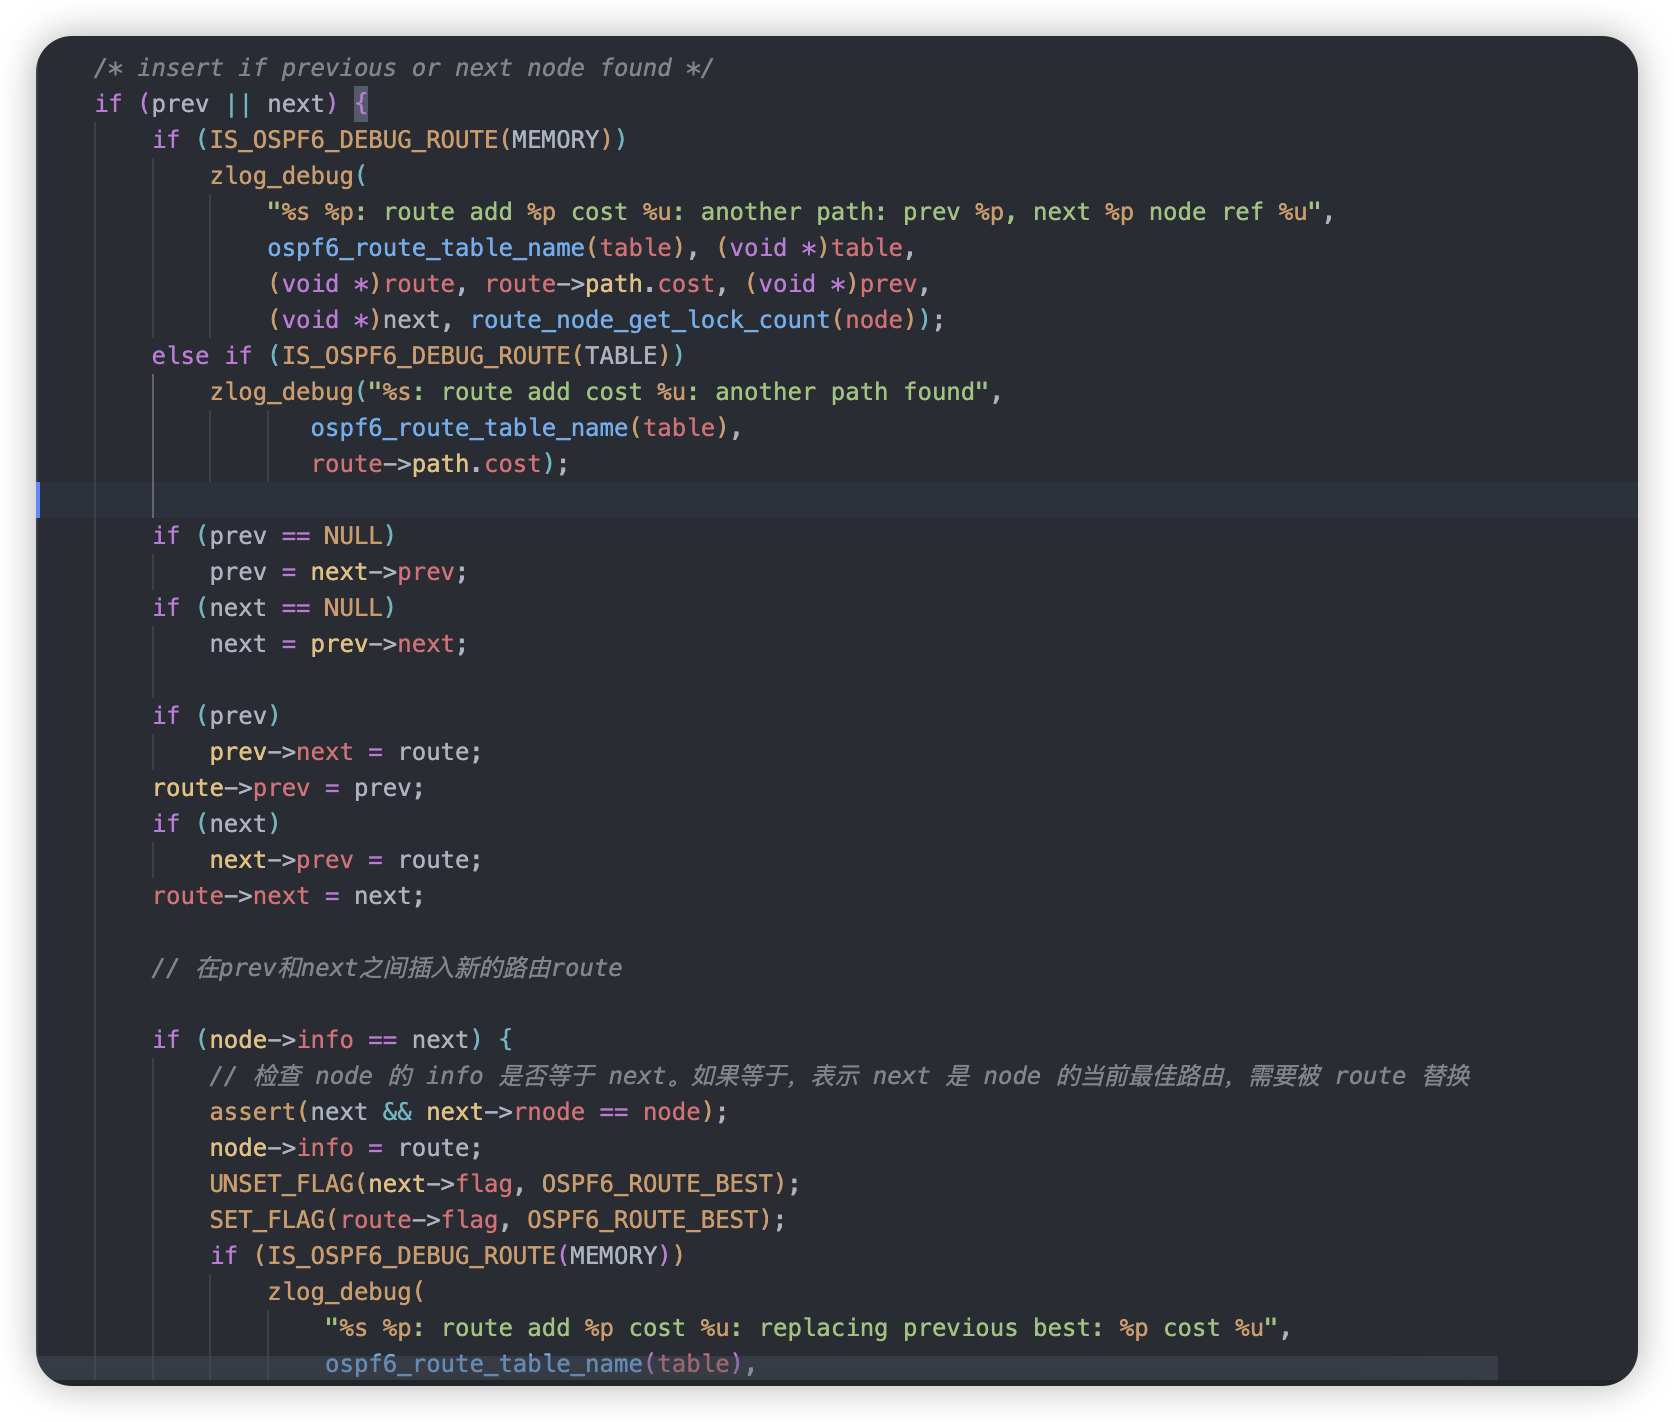 /* insert if previous or next node found */
if (prev || next) {
if (IS_OSPF6_DEBUG_ROUTE(MEMORY))
zlog_debug(
"%s %p: route add %p cost %u: another path: prev %p, next %p node ref %u",
ospf6_route_table_name(table), (void *)table,
(void *)route, route->path.cost, (void *)prev,
(void *)next, route_node_get_lock_count(node));
else if (IS_OSPF6_DEBUG_ROUTE(TABLE))
zlog_debug("%s: route add cost %u: another path found",
ospf6_route_table_name(table),
route->path.cost);
if (prev == NULL)
prev = next->prev;
if (next == NULL)
next = prev->next;
if (prev)
prev->next = route;
route->prev = prev;
if (next)
next->prev = route;
route->next = next;
// 在prev和next之间插入新的路由route
if (node->info == next) {
// 检查 node 的 info 是否等于 next。如果等于，表示 next 是 node 的当前最佳路由，需要被 route 替换
assert(next && next->rnode == node);
node->info = route;
UNSET_FLAG(next->flag, OSPF6_ROUTE_BEST);
SET_FLAG(route->flag, OSPF6_ROUTE_BEST);
if (IS_OSPF6_DEBUG_ROUTE(MEMORY))
zlog_debug(
"%s %p: route add %p cost %u: replacing previous best: %p cost %u",
ospf6_route_table_name(table),